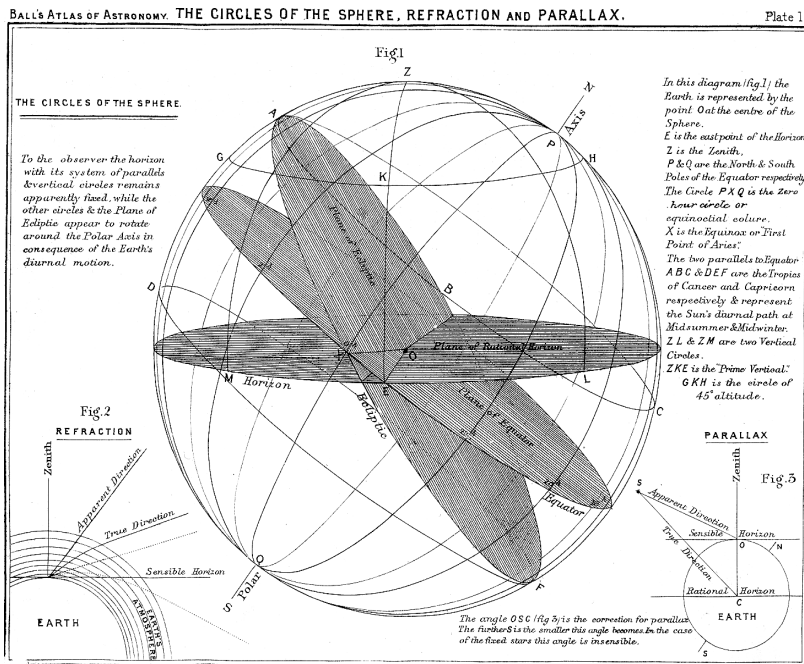 BALL'S ATLAS OF ASTRONOMY. THE CIRCLES OF THE SPHERE, REFRACTION AND PARALLAX. Plate 1
Fig.1
THE CIRCLES OF THE SPHERE.
To the observer the horizon
with its system of parallels
& vertical circles remains
apparently fixed, while the
other circles & the Plane of
Ecliptic appear to rotate
around the Polar Axis in
consequence of the Earth's
diurnal motion.
In this diagram (fig.1) the
Earth is represented by the
point O at the centre of the
Sphere.
E is the east point of the Horizon
Z is the Zenith,
P & Q are the North & South
Poles of the Equator respectively
The Circle P X Q is the Zero
hour circle or
equinoctial colure.
X is the Equinox or "First
Point of Aries".
The two parallels to Equator
A B C & D E F are the Tropics
of Cancer and Capricorn
respectively & represent
the Sun's diurnal path at
Midsummer & Midwinter.
Z L & Z M are two Vertical
Circles.
Z K E is the "Prime Vertical."
G K H is the circle of
45° altitude.
Z
A
N
Axis
P
G
H
K
Plane of Ecliptic
D
B
Plane of Rational Horizon
O
M
Horizon
L
E
C
Ecliptic
Plane of Equator
Equator
Q
F
S Polar
Fig.2
REFRACTION
Zenith
Apparent Direction
True Direction
Sensible Horizon
EARTH'S
ATMOSPHERE
EARTH
PARALLAX
Fig.3
Zenith
S
Apparent Direction
True Direction
Sensible Horizon
O
N
Rational Horizon
C
EARTH
S
The angle OSC (fig 3) is the correction for parallax
The further S is the smaller this angle becomes. In the case
of the fixed stars this angle is insensible.